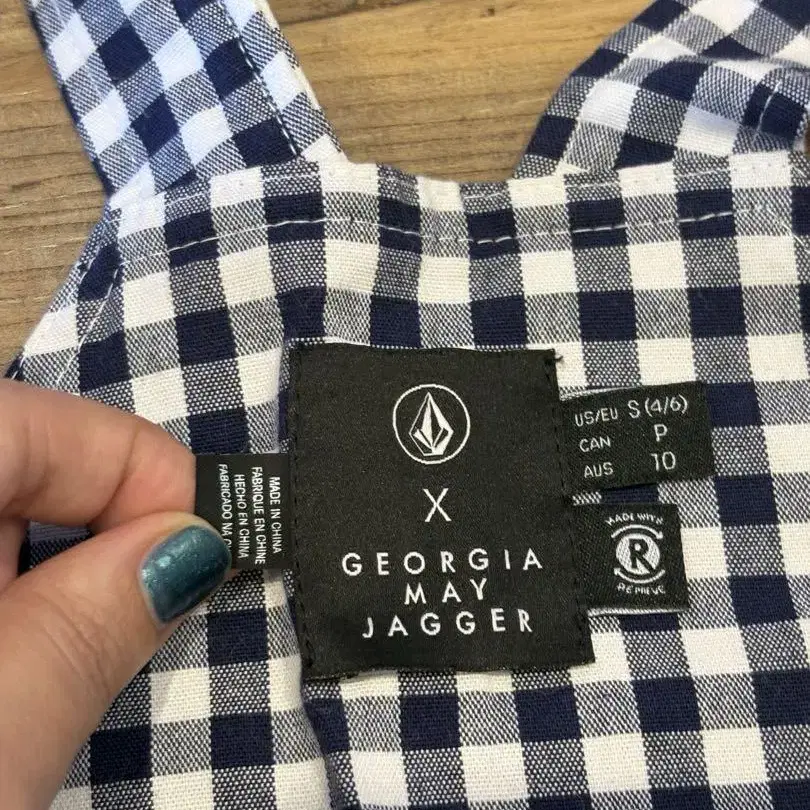 MADE IN CHINA
FABRIQUE EN CHINE
HECHO EN CHINA
FABRICADO NA
X
GEORGIA
MAY
JAGGER
US/EU S (4/6)
CAN P
AUS 10
MADE WITH
R
REPREVE